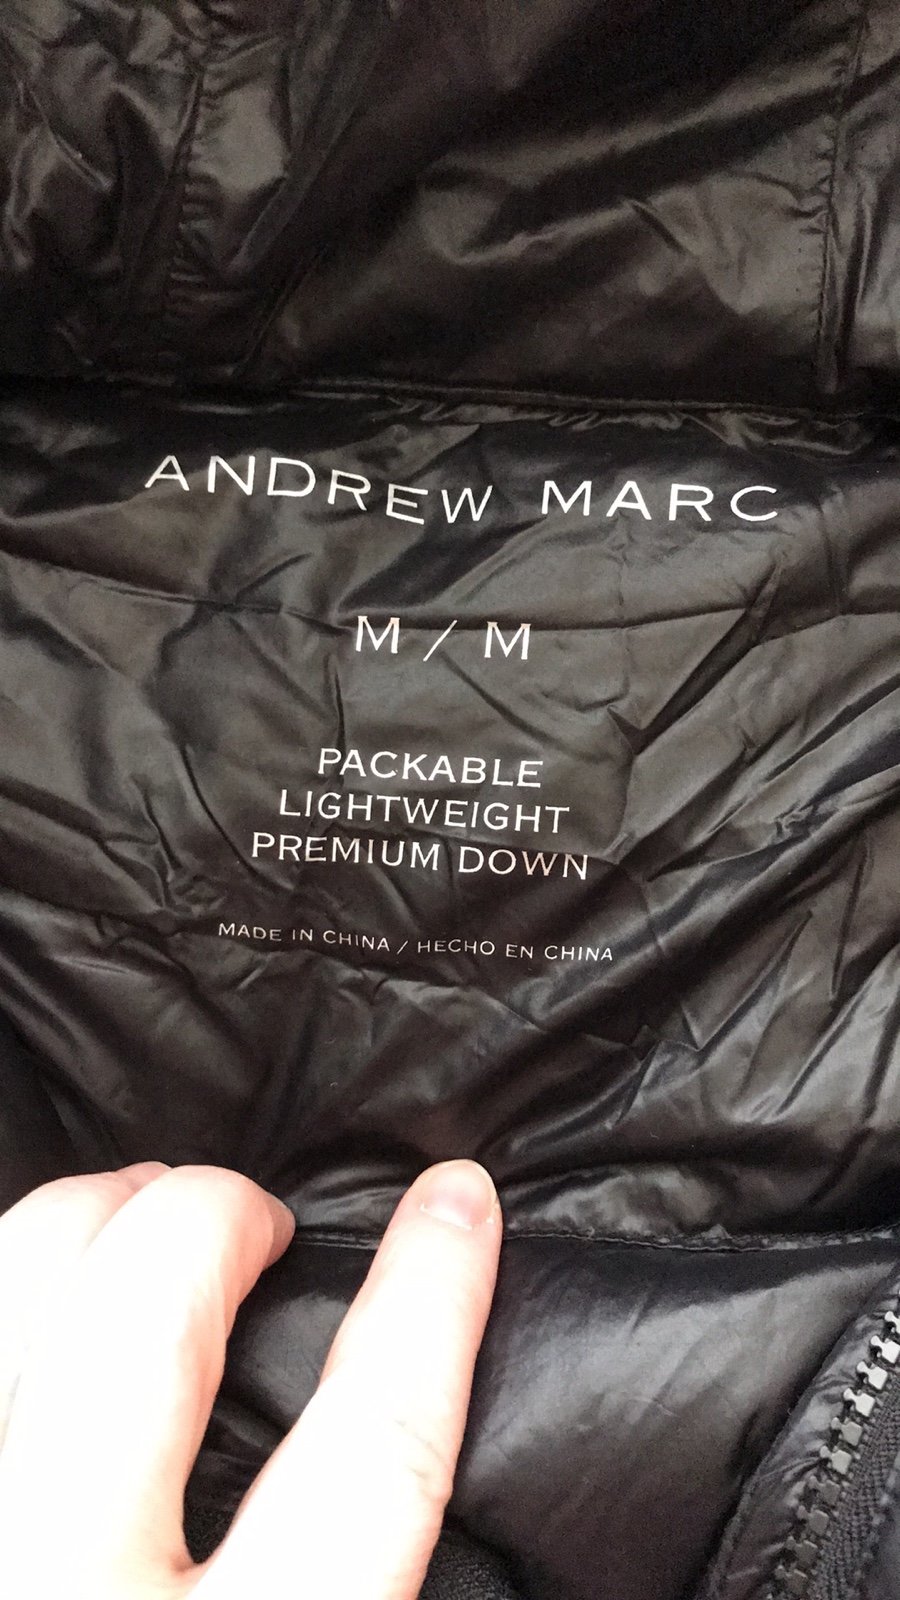 ANDREW MARC
M / M
PACKABLE
LIGHTWEIGHT
PREMIUM DOWN
MADE IN CHINA / HECHO EN CHINA